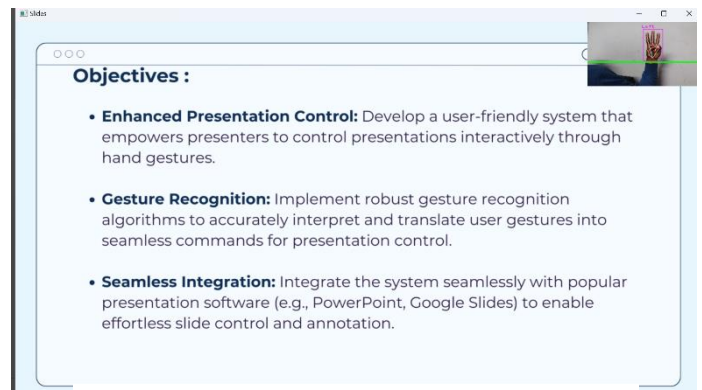 Slides
Objectives :
• Enhanced Presentation Control: Develop a user-friendly system that
empowers presenters to control presentations interactively through
hand gestures.
• Gesture Recognition: Implement robust gesture recognition
algorithms to accurately interpret and translate user gestures into
seamless commands for presentation control.
• Seamless Integration: Integrate the system seamlessly with popular
presentation software (e.g., PowerPoint, Google Slides) to enable
effortless slide control and annotation.